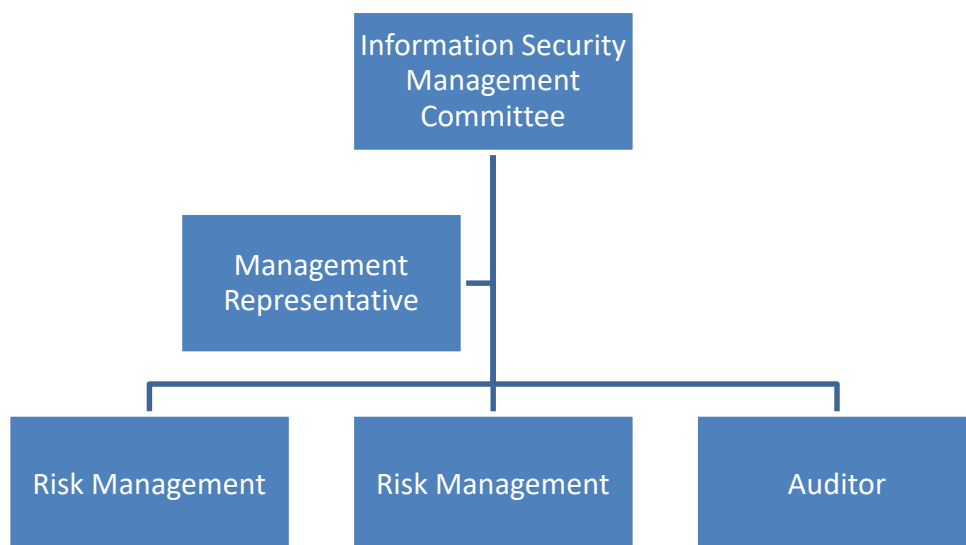 Information Security
Management
Committee
Management
Representative
Risk Management
Risk Management
Auditor